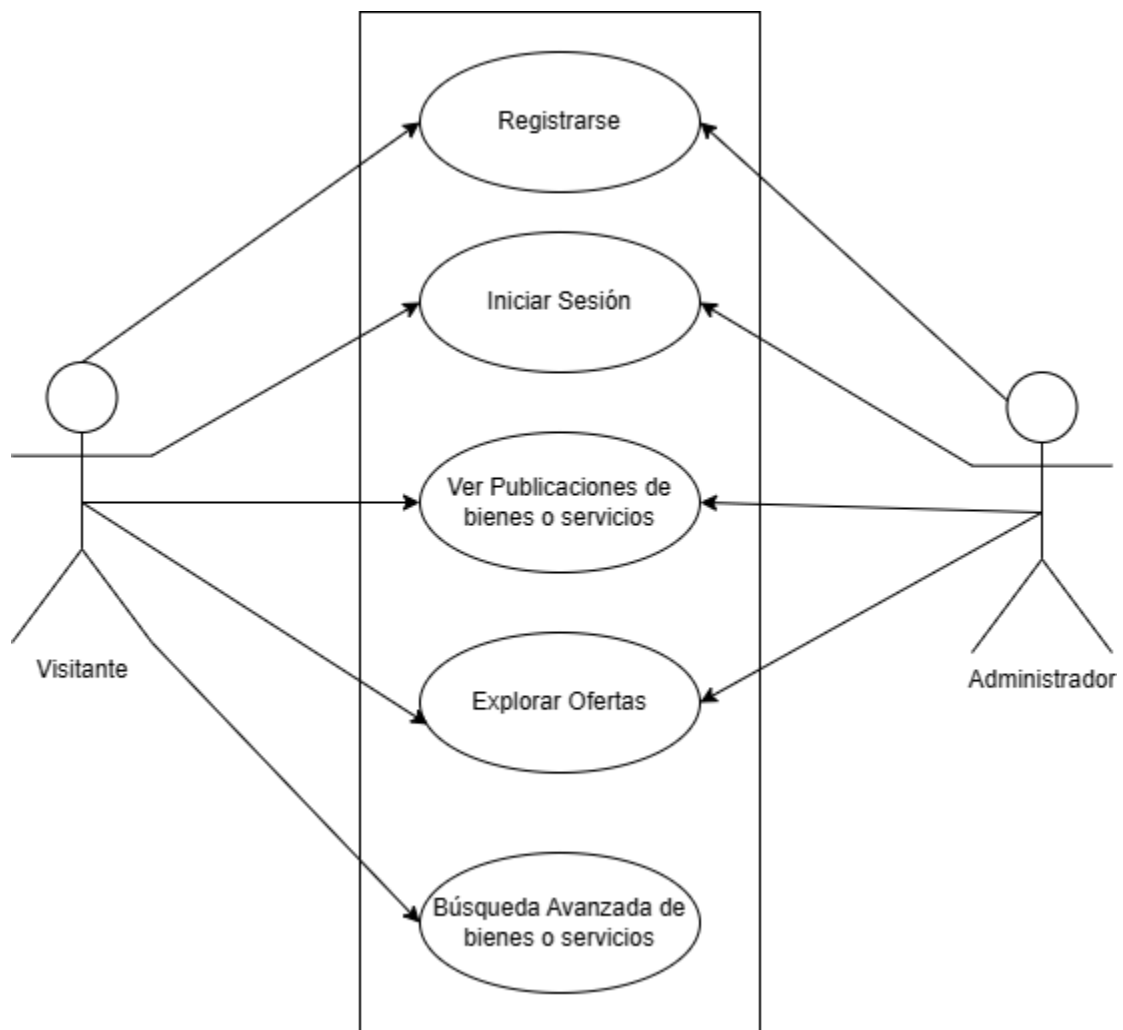 Registrarse
Iniciar Sesión
Ver Publicaciones de
bienes o servicios
Visitante
Administrador
Explorar Ofertas
Búsqueda Avanzada de
bienes o servicios